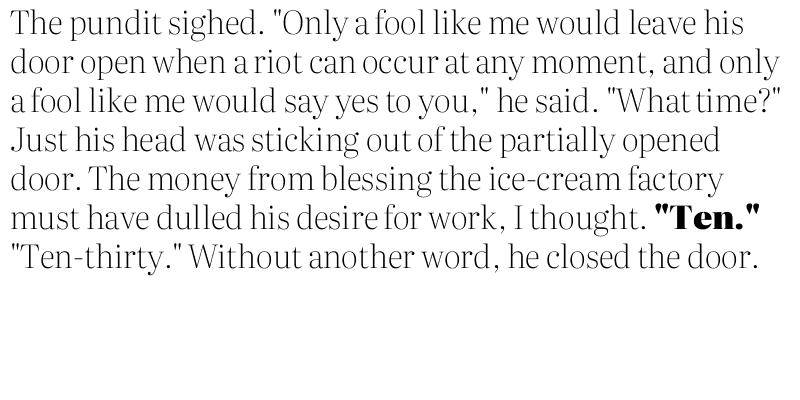 The pundit sighed. "Only a fool like me would leave his
door open when a riot can occur at any moment, and only
a fool like me would say yes to you," he said. "What time?"
Just his head was sticking out of the partially opened
door. The money from blessing the ice-cream factory
must have dulled his desire for work, I thought. "Ten."
"Ten-thirty." Without another word, he closed the door.